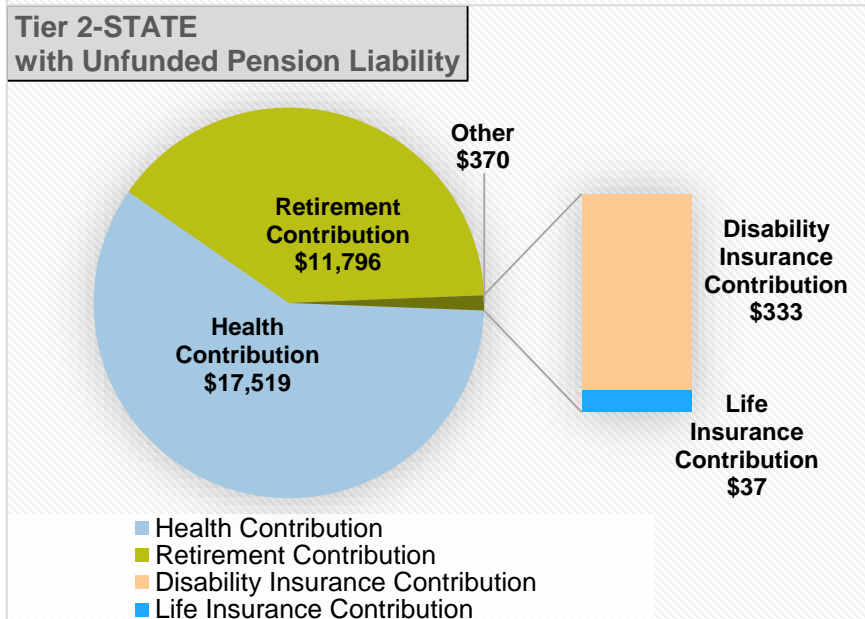 Tier 2-STATE
with Unfunded Pension Liability
Other
$370
Retirement
Contribution
$11,796
Disability
Insurance
Contribution
$333
Health
Contribution
$17,519
Life
Insurance
Contribution
$37
Health Contribution
Retirement Contribution
Disability Insurance Contribution
Life Insurance Contribution